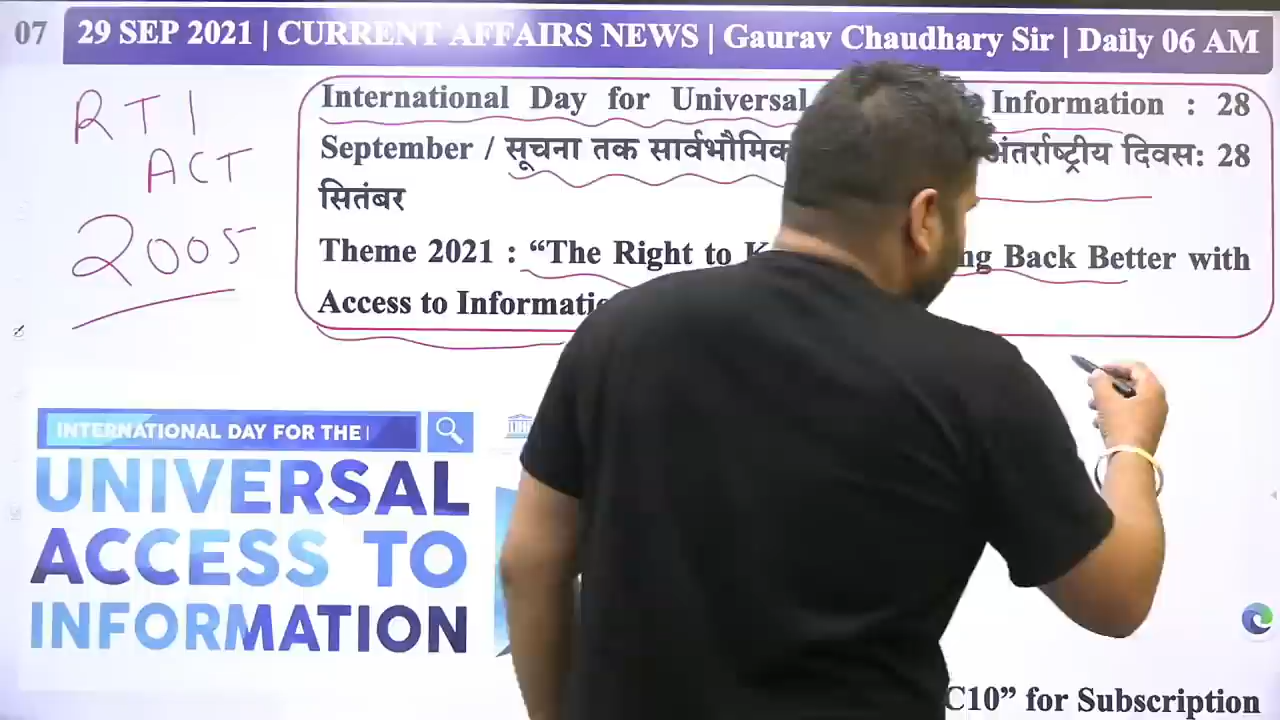 07
29 SEP 2021 | CURRENT AFFAIRS NEWS | Gaurav Chaudhary Sir | Daily 06 AM
RTI
ACT
2005
International Day for Universal Information : 28
September / सूचना तक सार्वभौमिक अंतर्राष्ट्रीय दिवस: 28
सितंबर
Theme 2021 : “The Right to Back Better with
Access to
INTERNATIONAL DAY FOR THE
UNIVERSAL
ACCESS TO
INFORMATION
C10” for Subscription